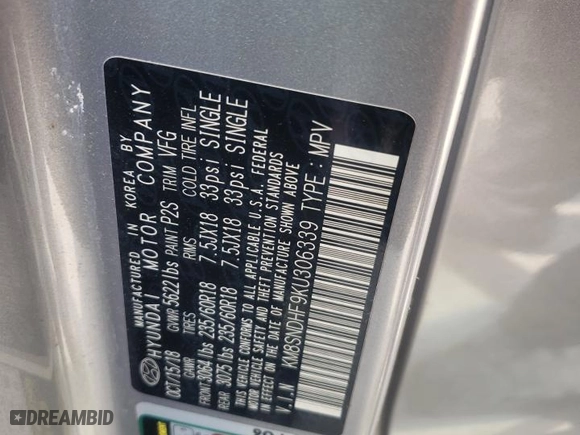 MANUFACTURED IN KOREA BY
HYUNDAI MOTOR COMPANY
OCT/15/18 GVWR 5622 lbs PAINT P2S TRIM VFG
GAWR TIRES RIMS COLD TIRE INFL.
FRONT 3064 lbs 235/60R18 7.5JX18 33psi SINGLE
REAR 3075 lbs 235/60R18 7.5JX18 33psi SINGLE
THIS VEHICLE CONFORMS TO ALL APPLICABLE U.S.A. FEDERAL
MOTOR VEHICLE SAFETY, BUMPER, AND THEFT PREVENTION STANDARDS
IN EFFECT ON THE DATE OF MANUFACTURE SHOWN ABOVE
V.I.N : KM8SNDHF9KU306339 TYPE : MPV
DREAMBID